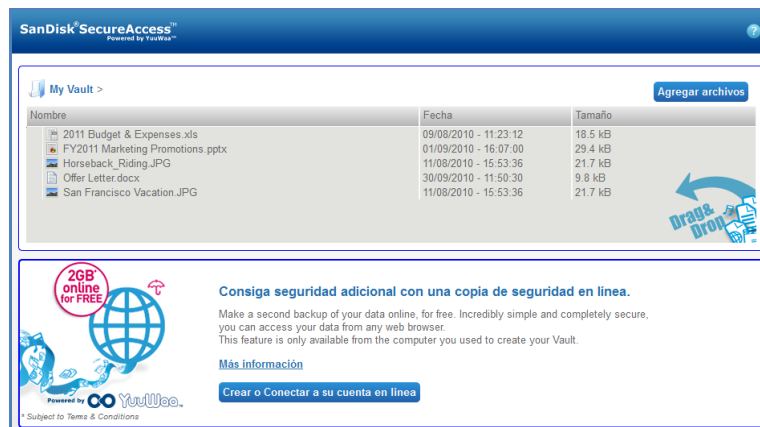 SanDisk®SecureAccess™
Powered by YuuWaa™
?
My Vault >
Agregar archivos
Nombre Fecha Tamaño
2011 Budget & Expenses.xls 09/08/2010 - 11:23:12 18.5 kB
FY2011 Marketing Promotions.pptx 01/09/2010 - 16:07:00 29.4 kB
Horseback_Riding.JPG 11/08/2010 - 15:53:36 21.7 kB
Offer Letter.docx 30/09/2010 - 11:50:30 9.8 kB
San Francisco Vacation.JPG 11/08/2010 - 15:53:36 21.7 kB
Drag&
Drop
2GB*
online
for FREE
Consiga seguridad adicional con una copia de seguridad en línea.
Make a second backup of your data online, for free. Incredibly simple and completely secure,
you can access your data from any web browser.
This feature is only available from the computer you used to create your Vault.
Más información
Crear o Conectar a su cuenta en línea
Powered by YuuWaa
* Subject to Terms & Conditions